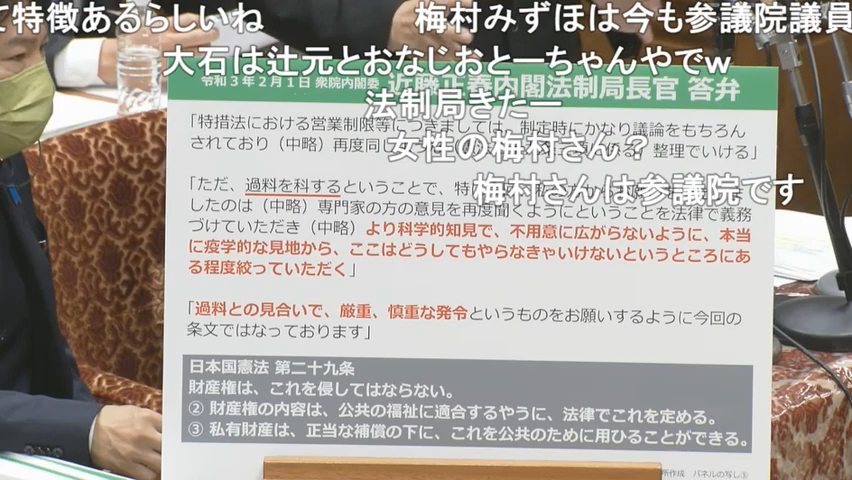 て特徴あるらしいね
梅村みずほは今も参議院議員
大石は辻元とおなじおとーちゃんやでw
令和3年2月1日 衆院内閣委 近藤正春内閣法制局長官 答弁
法制局きたー
「特措法における営業制限等につきましては、制定時にかなり議論をもちろん
されており(中略)再度同じ
整理でいける」
女性の梅村さん?
「ただ、過料を科するということで、特
梅村さんは参議院です
したのは(中略)専門家の方の意見を再度聞くようにということを法律で義務
づけていただき(中略)より科学的知見で、不用意に広がらないように、本当
に疫学的な見地から、ここはどうしてもやらなきゃいけないというところにあ
る程度絞っていただく」
「過料との見合いで、厳重、慎重な発令というものをお願いするように今回の
条文ではなっております」
日本国憲法 第二十九条
財産権は、これを侵してはならない。
② 財産権の内容は、公共の福祉に適合するやうに、法律でこれを定める。
③ 私有財産は、正当な補償の下に、これを公共のために用ひることができる。
所作成 パネルの写し⑤